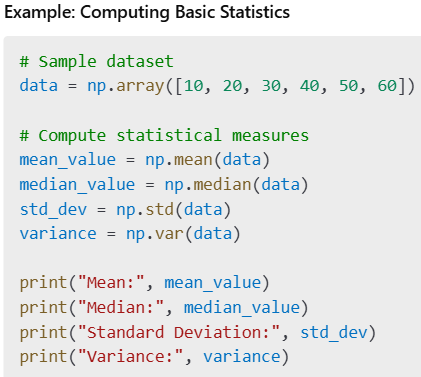 Example: Computing Basic Statistics
# Sample dataset
data = np.array([10, 20, 30, 40, 50, 60])
# Compute statistical measures
mean_value = np.mean(data)
median_value = np.median(data)
std_dev = np.std(data)
variance = np.var(data)
print("Mean:", mean_value)
print("Median:", median_value)
print("Standard Deviation:", std_dev)
print("Variance:", variance)